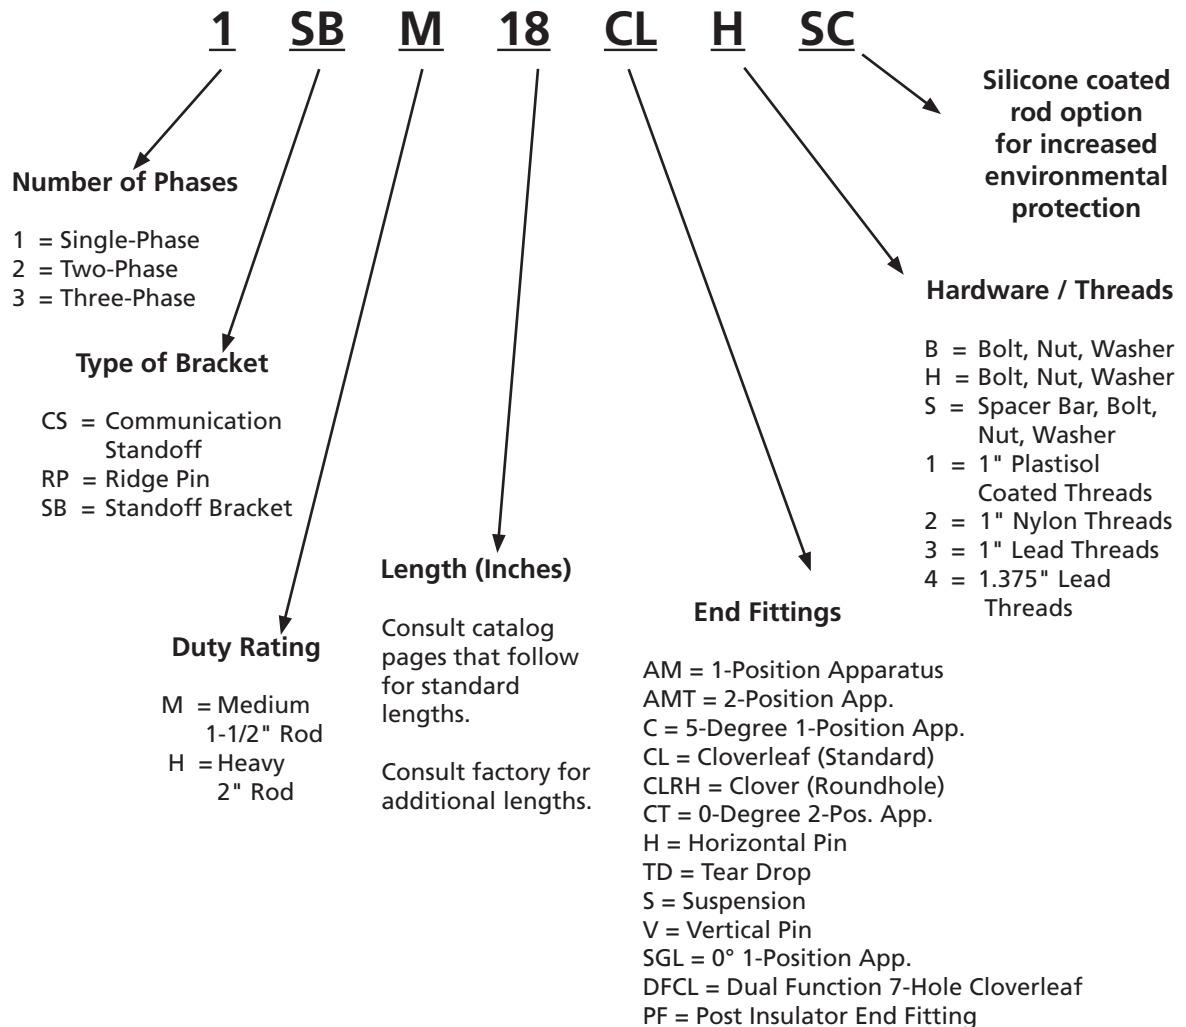 1 SB M 18 CL H SC
Silicone coated
rod option
for increased
environmental
protection
Number of Phases
1 = Single-Phase
2 = Two-Phase
3 = Three-Phase
Type of Bracket
CS = Communication
Standoff
RP = Ridge Pin
SB = Standoff Bracket
Duty Rating
M = Medium
1-1/2" Rod
H = Heavy
2" Rod
Length (Inches)
Consult catalog
pages that follow
for standard
lengths.
Consult factory for
additional lengths.
End Fittings
AM = 1-Position Apparatus
AMT = 2-Position App.
C = 5-Degree 1-Position App.
CL = Cloverleaf (Standard)
CLRH = Clover (Roundhole)
CT = 0-Degree 2-Pos. App.
H = Horizontal Pin
TD = Tear Drop
S = Suspension
V = Vertical Pin
SGL = 0° 1-Position App.
DFCL = Dual Function 7-Hole Cloverleaf
PF = Post Insulator End Fitting
Hardware / Threads
B = Bolt, Nut, Washer
H = Bolt, Nut, Washer
S = Spacer Bar, Bolt,
Nut, Washer
1 = 1" Plastisol
Coated Threads
2 = 1" Nylon Threads
3 = 1" Lead Threads
4 = 1.375" Lead
Threads